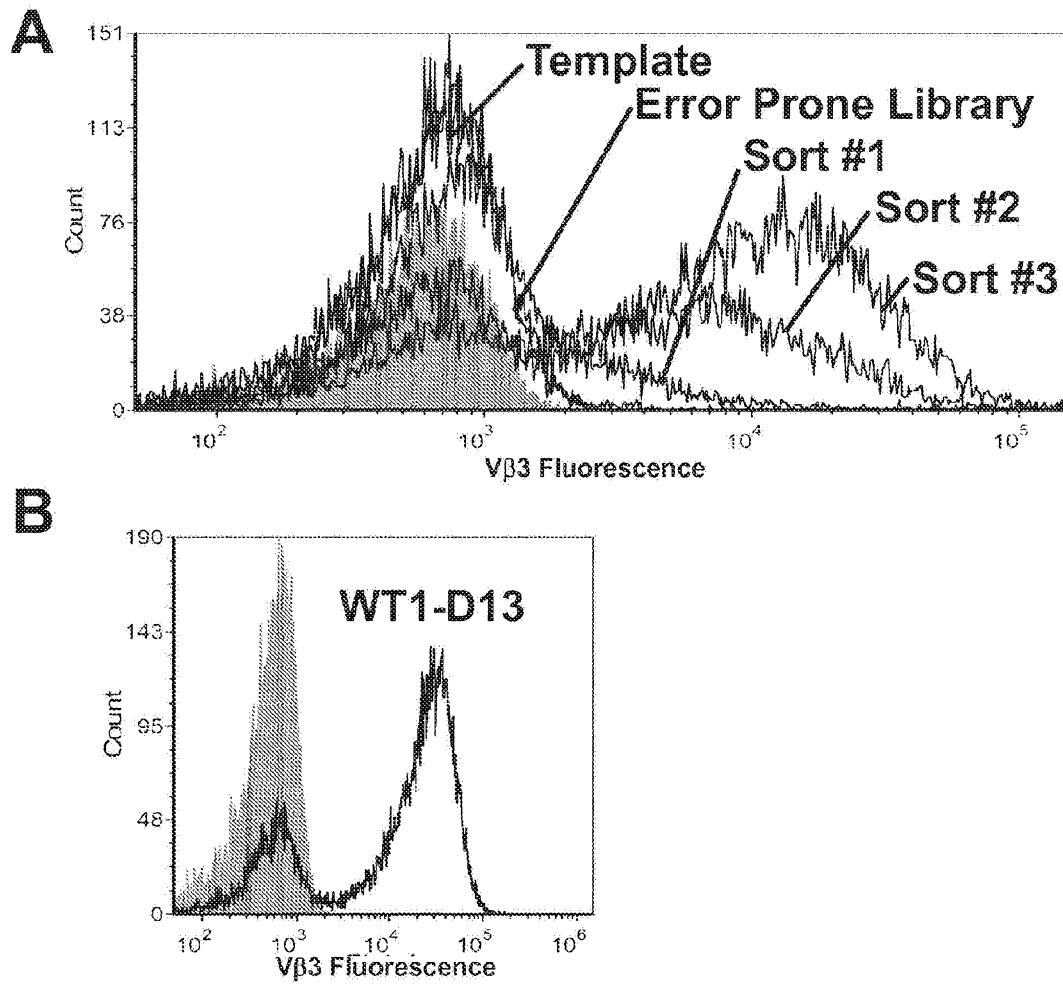 A
151
113
76
38
0
Count
Template
Error Prone Library
Sort #1
Sort #2
Sort #3
10² 10³ 10⁴ 10⁵
Vβ3 Fluorescence
B
190
143
95
48
0
Count
WT1-D13
10² 10³ 10⁴ 10⁵ 10⁶
Vβ3 Fluorescence